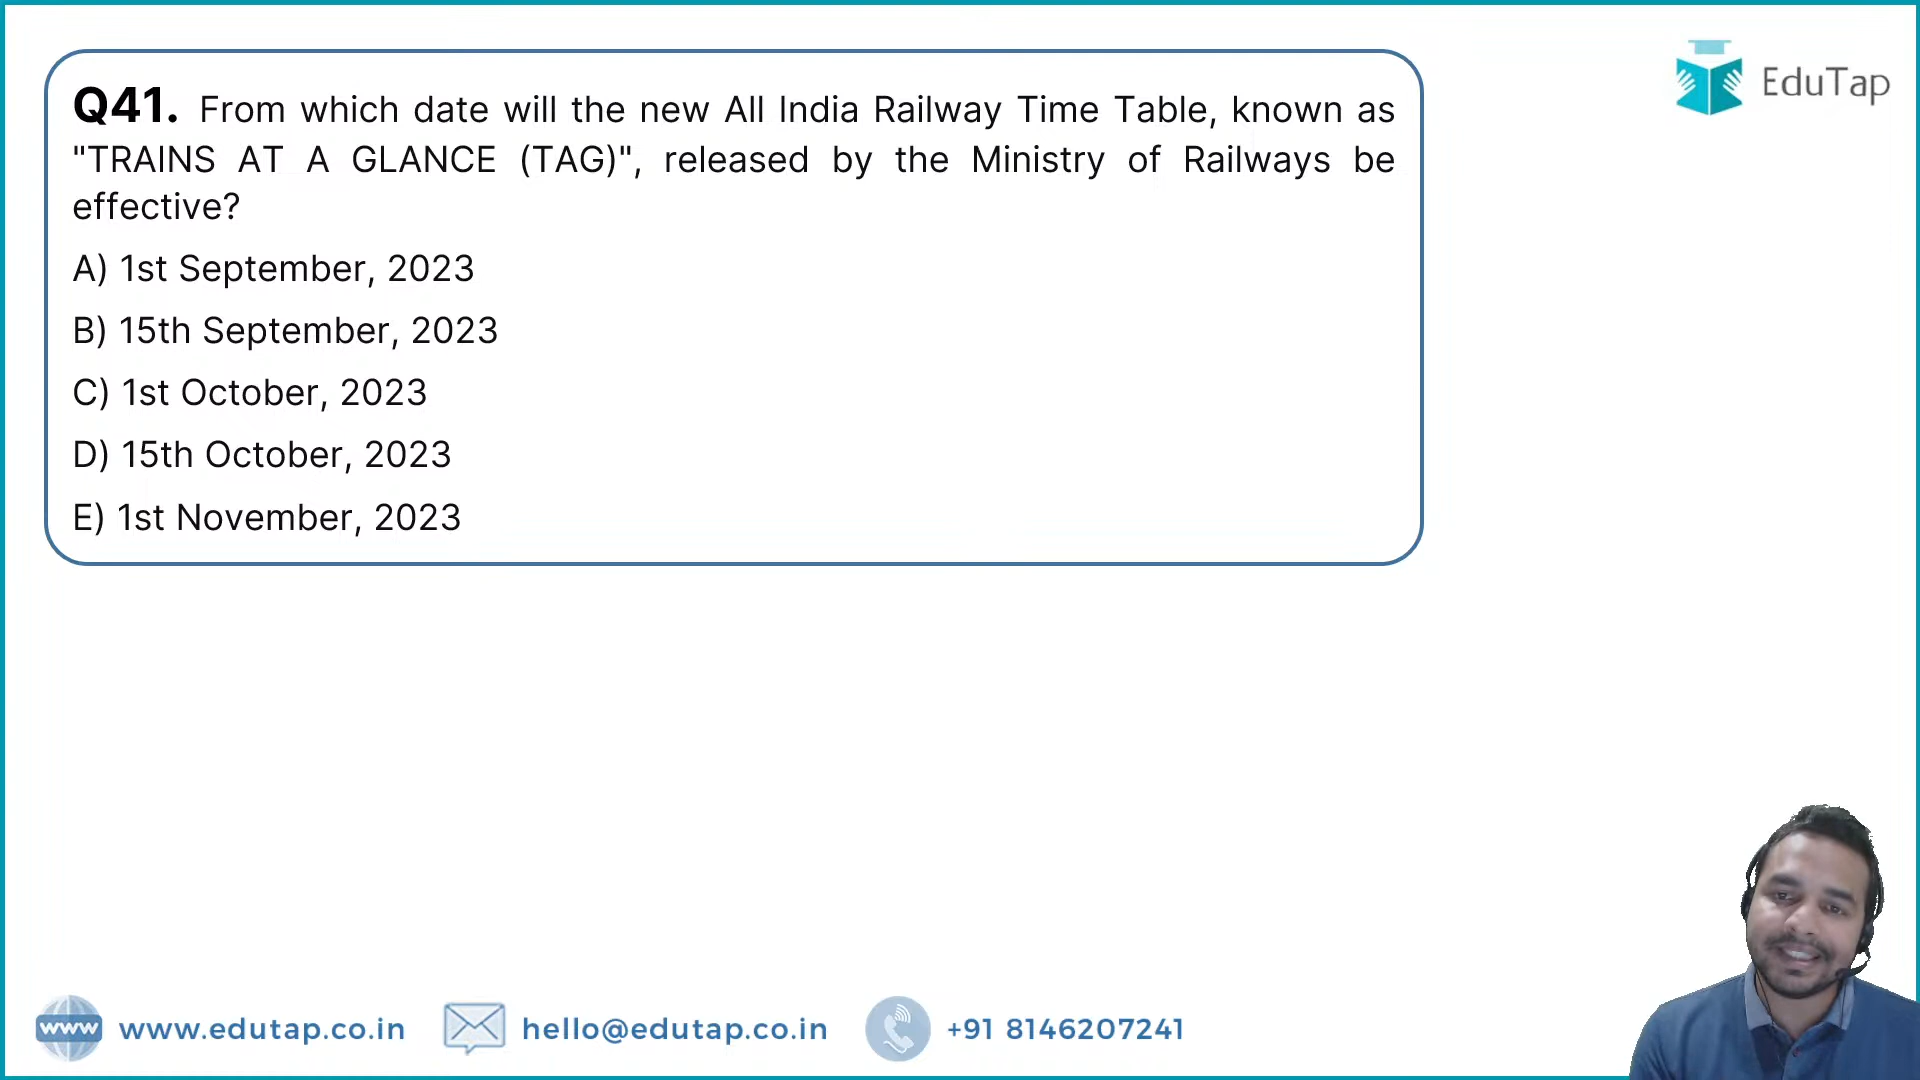 EduTap
Q41. From which date will the new All India Railway Time Table, known as
"TRAINS AT A GLANCE (TAG)", released by the Ministry of Railways be
effective?
A) 1st September, 2023
B) 15th September, 2023
C) 1st October, 2023
D) 15th October, 2023
E) 1st November, 2023
www www.edutap.co.in hello@edutap.co.in +91 8146207241